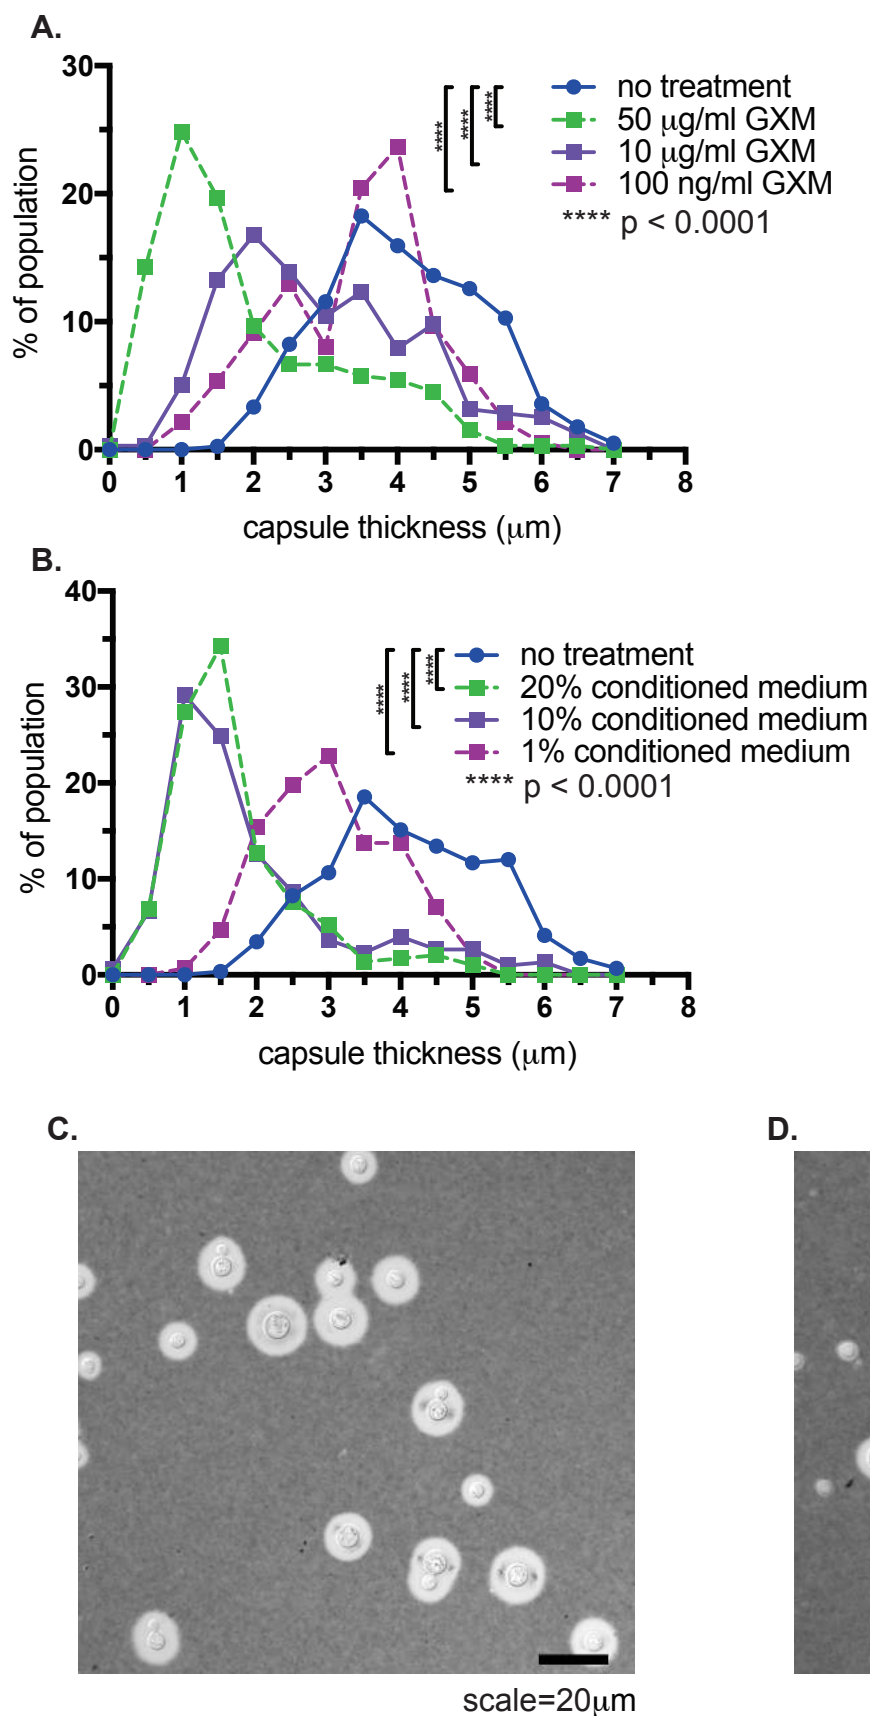 A.
30
20
10
0
% of population
0 1 2 3 4 5 6 7 8
capsule thickness (μm)
**** **** ****
no treatment
50 μg/ml GXM
10 μg/ml GXM
100 ng/ml GXM
**** p < 0.0001
B.
40
30
20
10
0
% of population
0 1 2 3 4 5 6 7 8
capsule thickness (μm)
**** **** ****
no treatment
20% conditioned medium
10% conditioned medium
1% conditioned medium
**** p < 0.0001
C.
D.
scale=20μm